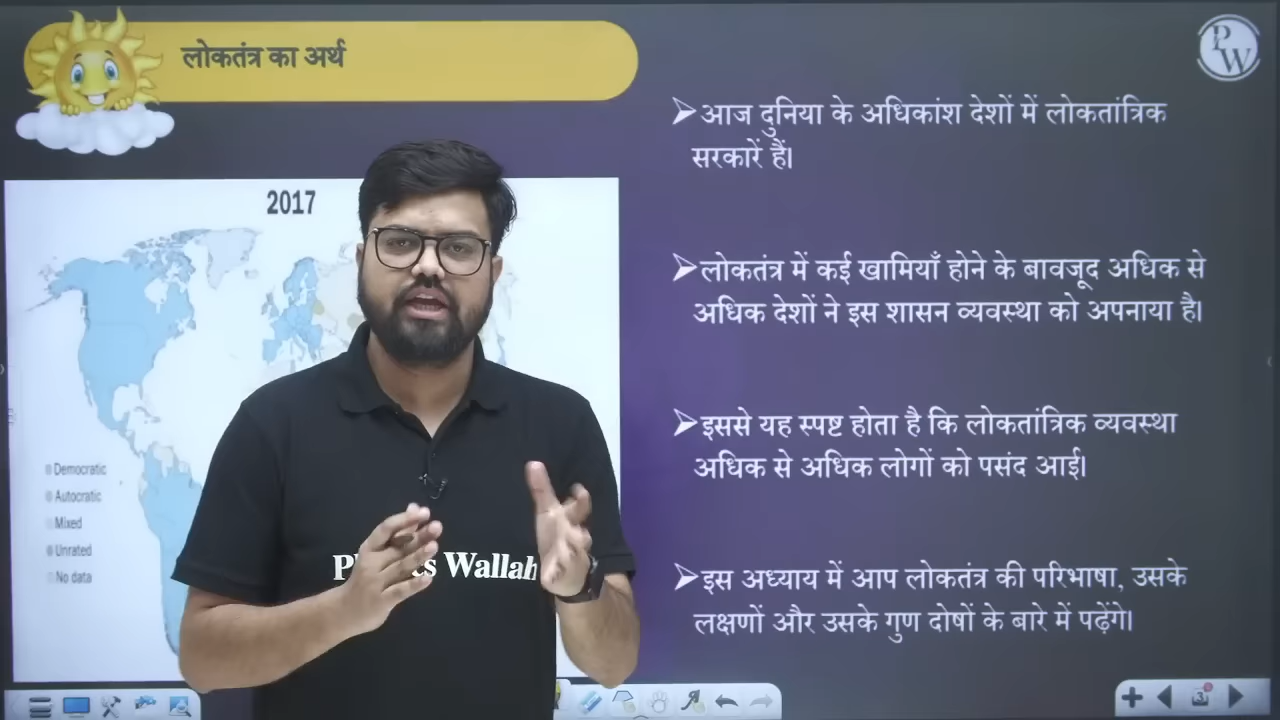 लोकतंत्र का अर्थ
PW
2017
Democratic
Autocratic
Mixed
Unrated
No data
आज दुनिया के अधिकांश देशों में लोकतांत्रिक
सरकारें हैं।
लोकतंत्र में कई खामियाँ होने के बावजूद अधिक से
अधिक देशों ने इस शासन व्यवस्था को अपनाया है।
इससे यह स्पष्ट होता है कि लोकतांत्रिक व्यवस्था
अधिक से अधिक लोगों को पसंद आई।
इस अध्याय में आप लोकतंत्र की परिभाषा, उसके
लक्षणों और उसके गुण दोषों के बारे में पढ़ेंगे।
Wallah
3